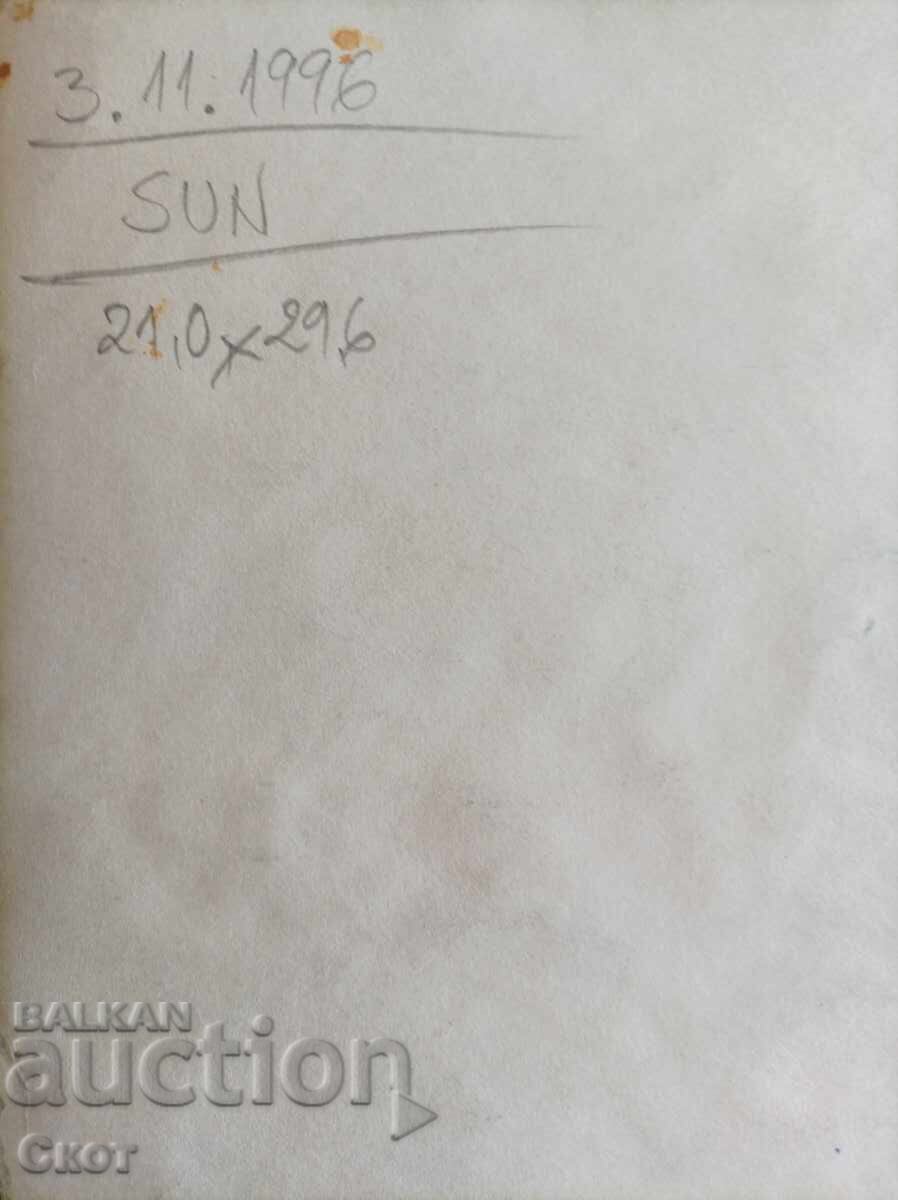 3.11.1996
SUN
21,0x29,6
BALKAN
auction
Скот